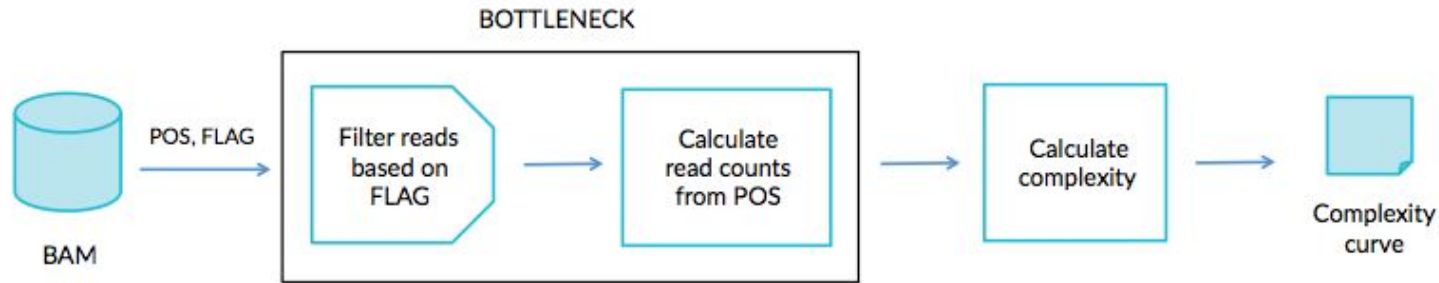 BOTTLENECK
POS, FLAG
BAM
Filter reads
based on
FLAG
Calculate
read counts
from POS
Calculate
complexity
Complexity
curve